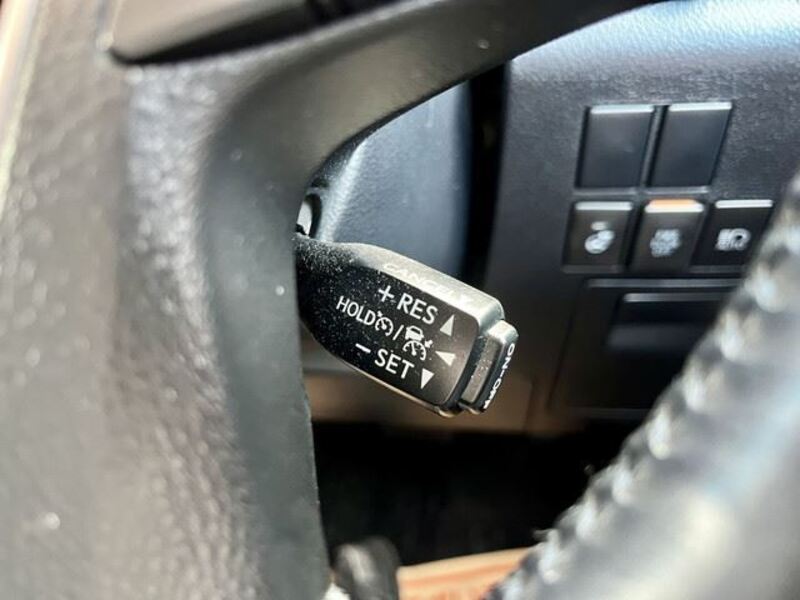 CANCEL
+RES
HOLD /
−SET
ON-OFF